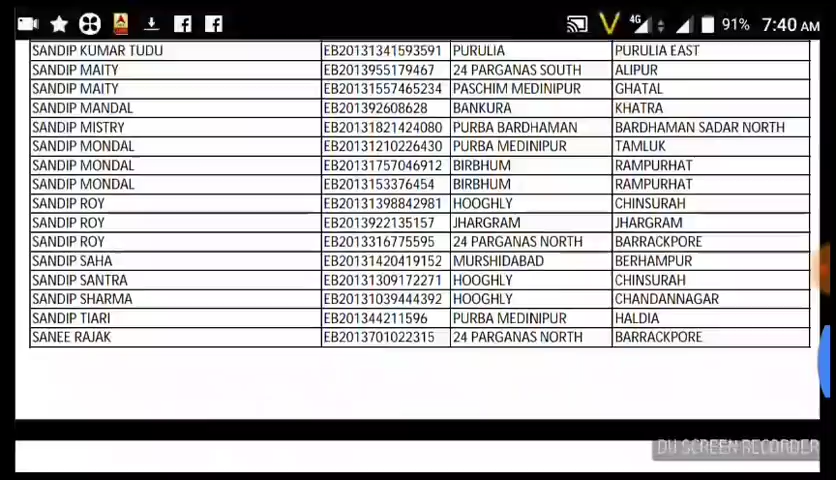 4G 91% 7:40 AM
SANDIP KUMAR TUDU EB20131341593591 PURULIA PURULIA EAST
SANDIP MAITY EB2013955179467 24 PARGANAS SOUTH ALIPUR
SANDIP MAITY EB20131557465234 PASCHIM MEDINIPUR GHATAL
SANDIP MANDAL EB201392608628 BANKURA KHATRA
SANDIP MISTRY EB20131821424080 PURBA BARDHAMAN BARDHAMAN SADAR NORTH
SANDIP MONDAL EB20131210226430 PURBA MEDINIPUR TAMLUK
SANDIP MONDAL EB20131757046912 BIRBHUM RAMPURHAT
SANDIP MONDAL EB2013153376454 BIRBHUM RAMPURHAT
SANDIP ROY EB20131398842981 HOOGHLY CHINSURAH
SANDIP ROY EB2013922135157 JHARGRAM JHARGRAM
SANDIP ROY EB2013316775595 24 PARGANAS NORTH BARRACKPORE
SANDIP SAHA EB20131420419152 MURSHIDABAD BERHAMPUR
SANDIP SANTRA EB20131309172271 HOOGHLY CHINSURAH
SANDIP SHARMA EB20131039444392 HOOGHLY CHANDANNAGAR
SANDIP TIARI EB201344211596 PURBA MEDINIPUR HALDIA
SANEE RAJAK EB2013701022315 24 PARGANAS NORTH BARRACKPORE
DU SCREEN RECORDER